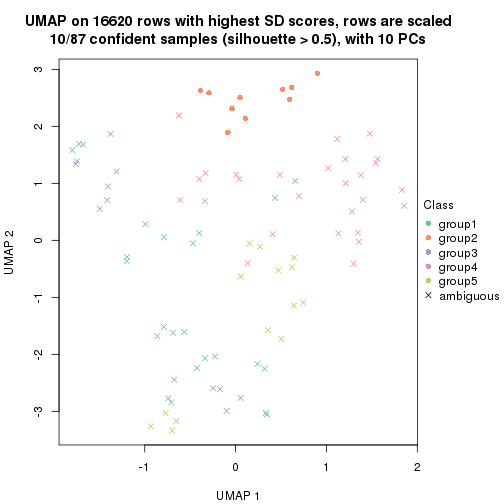 UMAP on 16620 rows with highest SD scores, rows are scaled
10/87 confident samples (silhouette > 0.5), with 10 PCs
3
2
1
0
-1
-2
-3
UMAP 2
-1
0
1
2
UMAP 1
Class
group1
group2
group3
group4
group5
ambiguous